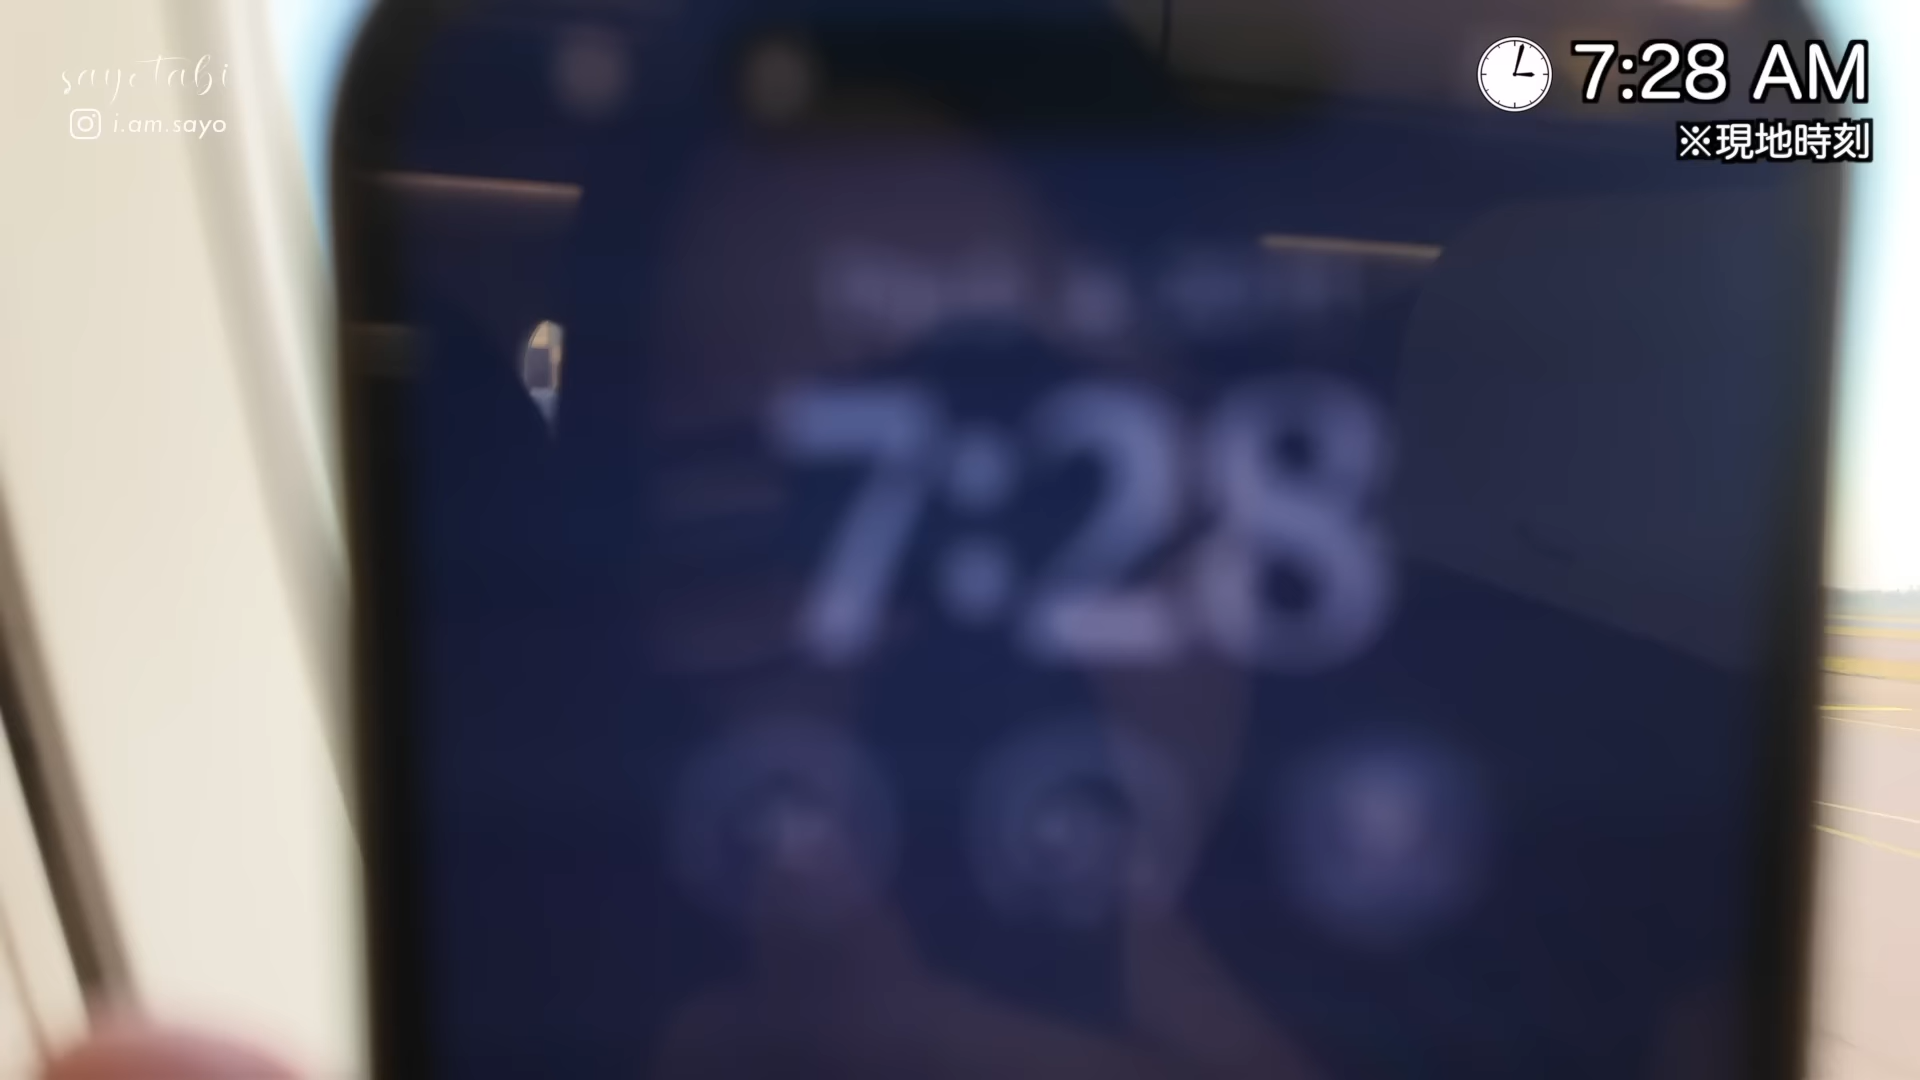 sayotabi
i.am.sayo
7:28 AM
※現地時刻
7:28